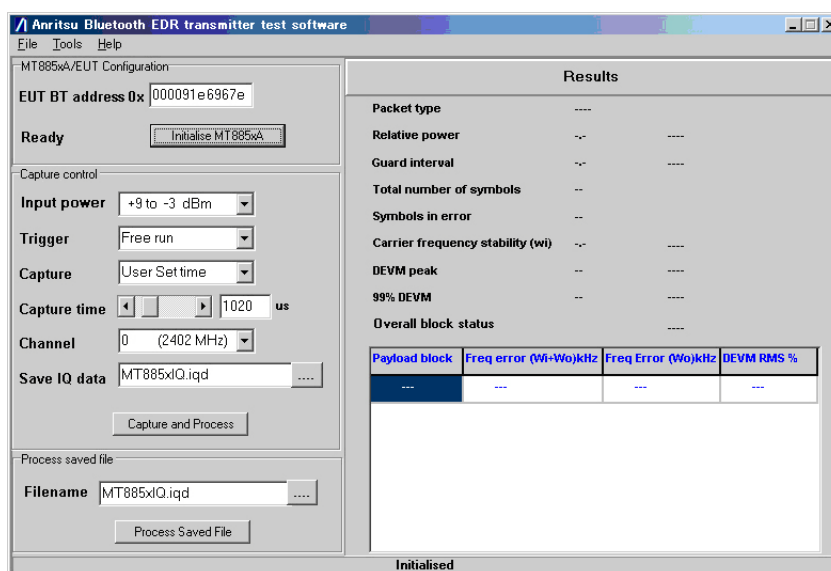 Anritsu Bluetooth EDR transmitter test software
File Tools Help
MT885xA/EUT Configuration
EUT BT address 0x 000091e6967e
Ready Initialise MT885xA
Capture control
Input power +9 to -3 dBm
Trigger Free run
Capture User Set time
Capture time 1020 us
Channel 0 (2402 MHz)
Save IQ data MT885xIQ.iqd ....
Capture and Process
Process saved file
Filename MT885xIQ.iqd ....
Process Saved File
Results
Packet type ----
Relative power -.- ----
Guard interval -.- ----
Total number of symbols --
Symbols in error --
Carrier frequency stability (wi) -.- ----
DEVM peak -- ----
99% DEVM -- ----
Overall block status ----
Payload block Freq error (Wi+Wo)kHz Freq Error (Wo)kHz DEVM RMS %
--- --- --- ---
Initialised